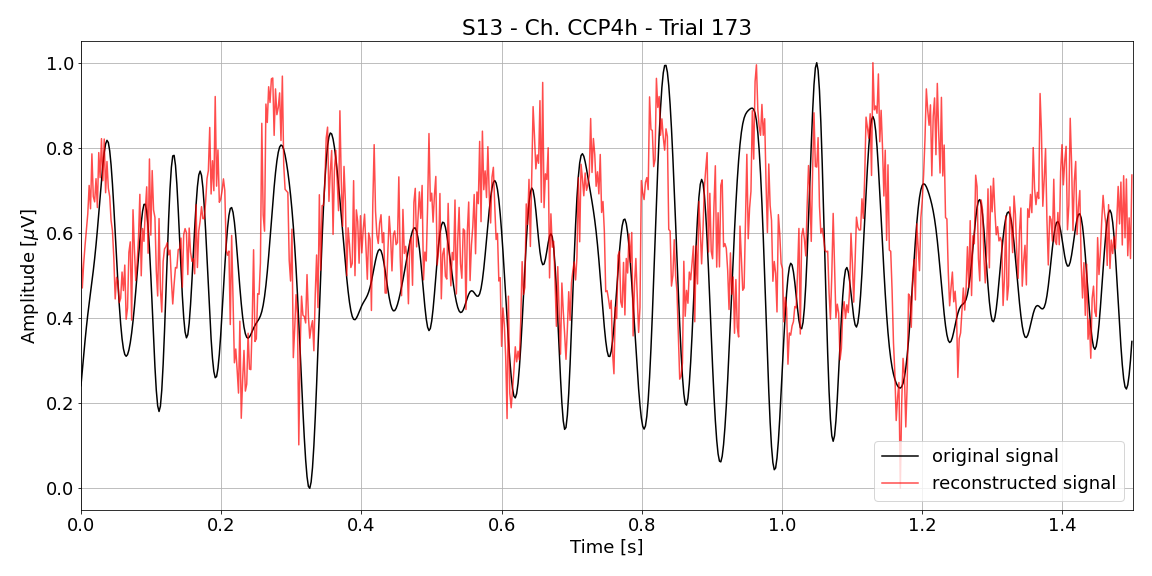 S13 - Ch. CCP4h - Trial 173
Amplitude [μV]
1.0
0.8
0.6
0.4
0.2
0.0
original signal
reconstructed signal
0.0 0.2 0.4 0.6 0.8 1.0 1.2 1.4
Time [s]